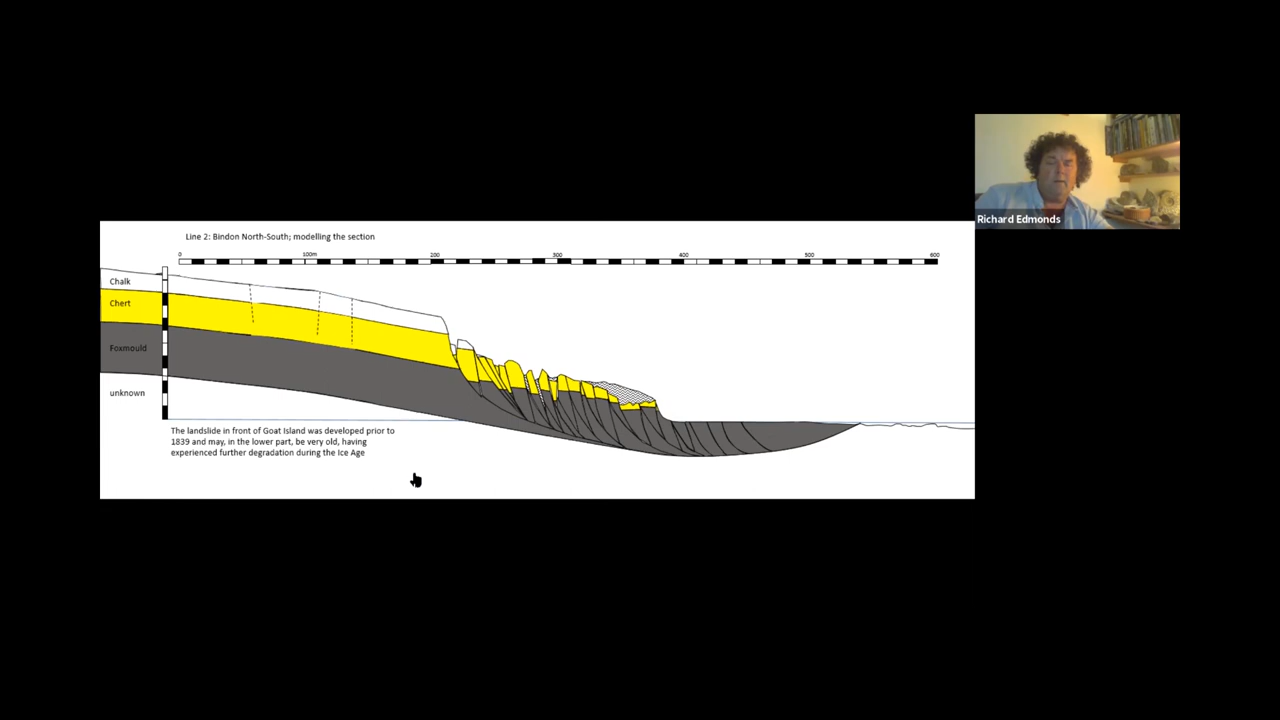 Line 2: Bindon North-South; modelling the section
0 100m 200 300 400 500 600
Chalk
Chert
Foxmould
unknown
The landslide in front of Goat Island was developed prior to
1839 and may, in the lower part, be very old, having
experienced further degradation during the Ice Age
Richard Edmonds